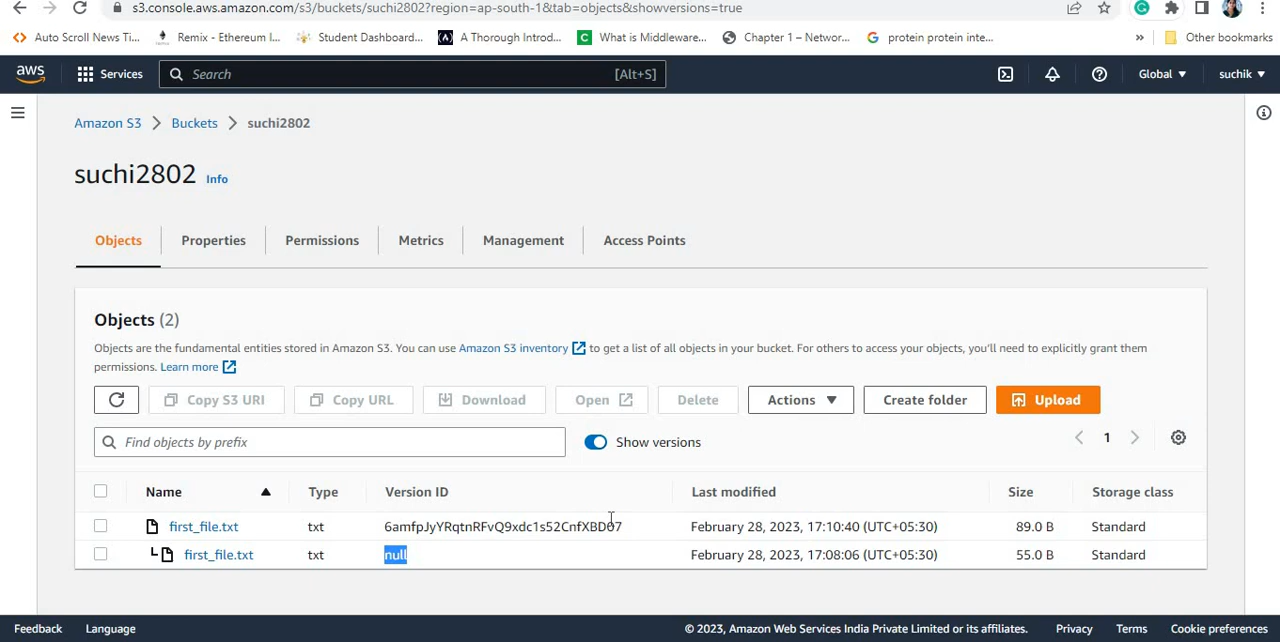 s3.console.aws.amazon.com/s3/buckets/suchi2802?region=ap-south-1&tab=objects&showversions=true
Auto Scroll News Ti... Remix - Ethereum I... Student Dashboard... A Thorough Introd... What is Middleware... Chapter 1 – Networ... protein protein inte... » Other bookmarks
aws Services Search [Alt+S] Global suchik
Amazon S3 Buckets suchi2802
suchi2802 Info
Objects Properties Permissions Metrics Management Access Points
Objects (2)
Objects are the fundamental entities stored in Amazon S3. You can use Amazon S3 inventory to get a list of all objects in your bucket. For others to access your objects, you'll need to explicitly grant them
permissions. Learn more
Copy S3 URI Copy URL Download Open Delete Actions Create folder Upload
Find objects by prefix Show versions 1
Name Type Version ID Last modified Size Storage class
first_file.txt txt 6amfpJyYRqtnRFvQ9xdc1s52CnfXBD07 February 28, 2023, 17:10:40 (UTC+05:30) 89.0 B Standard
first_file.txt txt null February 28, 2023, 17:08:06 (UTC+05:30) 55.0 B Standard
Feedback Language © 2023, Amazon Web Services India Private Limited or its affiliates. Privacy Terms Cookie preferences